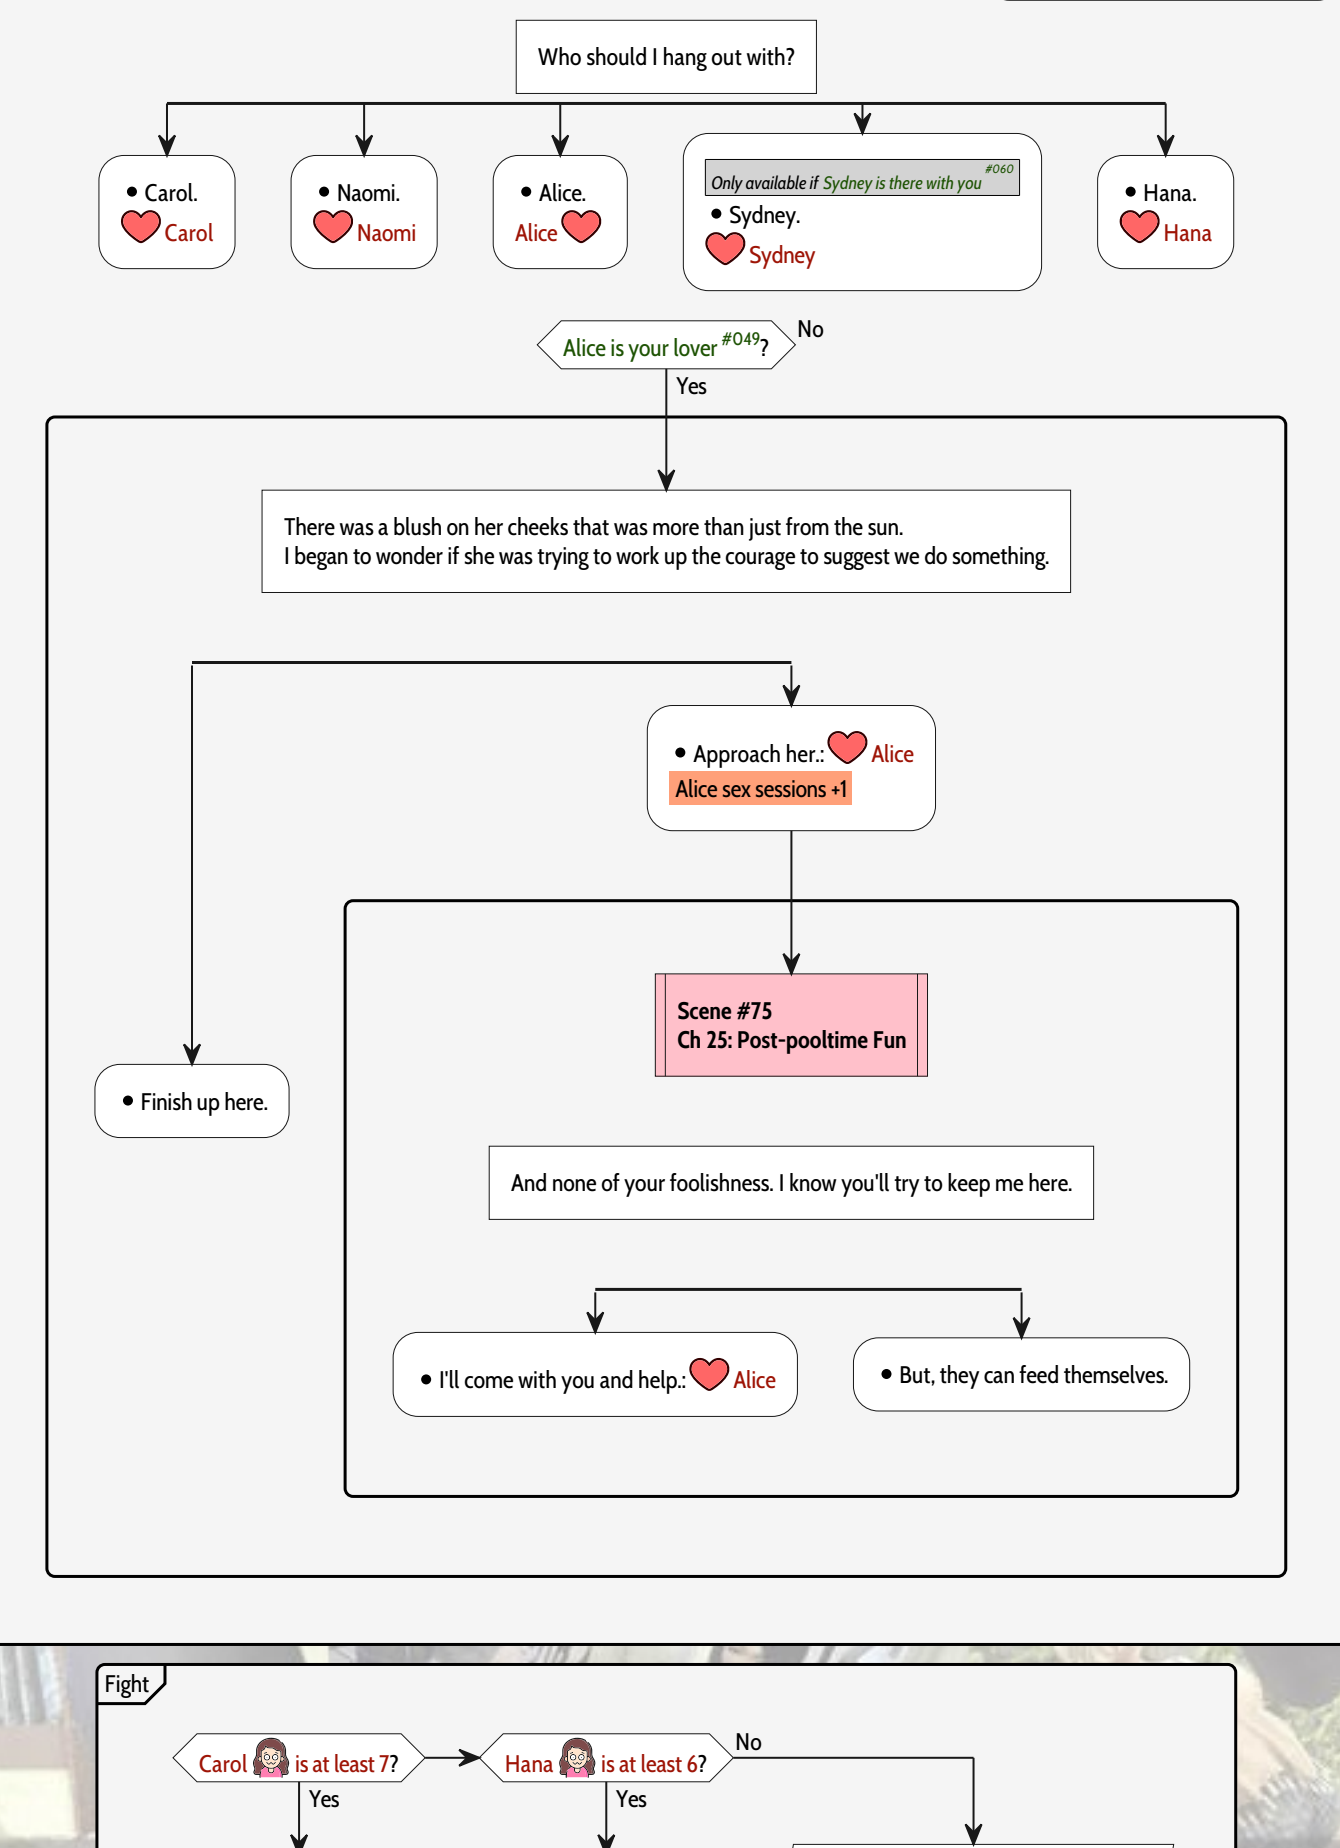 Who should I hang out with?
• Carol.
Carol
• Naomi.
Naomi
• Alice.
Alice
Only available if Sydney is there with you #060
• Sydney.
Sydney
• Hana.
Hana
Alice is your lover #049?
No
Yes
There was a blush on her cheeks that was more than just from the sun.
I began to wonder if she was trying to work up the courage to suggest we do something.
• Approach her.: Alice
Alice sex sessions +1
Scene #75
Ch 25: Post-pooltime Fun
• Finish up here.
And none of your foolishness. I know you'll try to keep me here.
• I'll come with you and help.: Alice
• But, they can feed themselves.
Fight
Carol is at least 7?
Hana is at least 6?
No
Yes
Yes